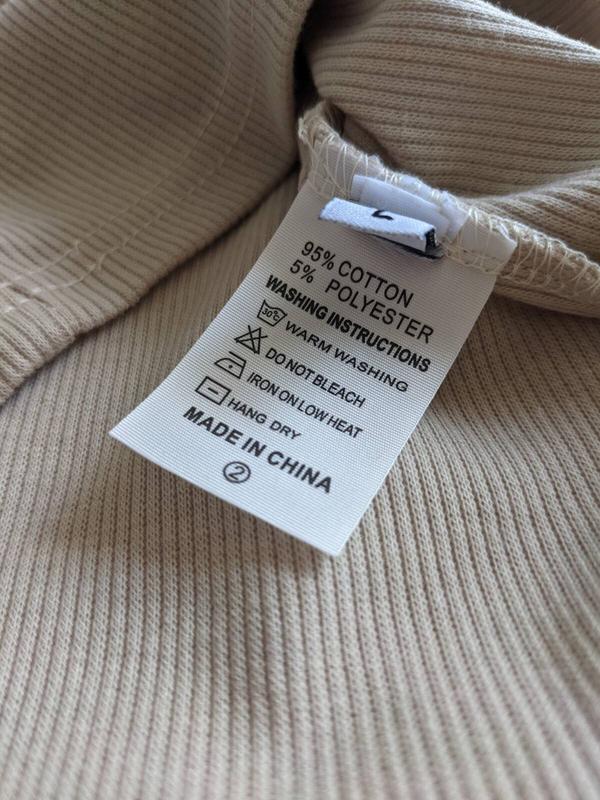 95% COTTON
5% POLYESTER
WASHING INSTRUCTIONS
30°C WARM WASHING
DO NOT BLEACH
IRON ON LOW HEAT
HANG DRY
MADE IN CHINA
②